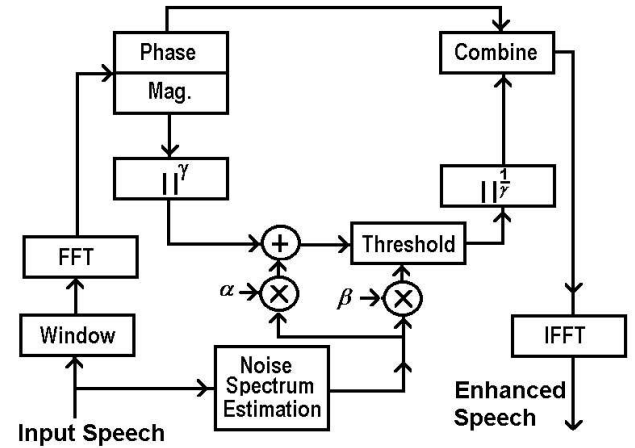 Phase
Mag.
Combine
||^γ
||^1/γ
FFT
+
Threshold
α
×
β
×
Window
IFFT
Noise
Spectrum
Estimation
Enhanced
Speech
Input Speech